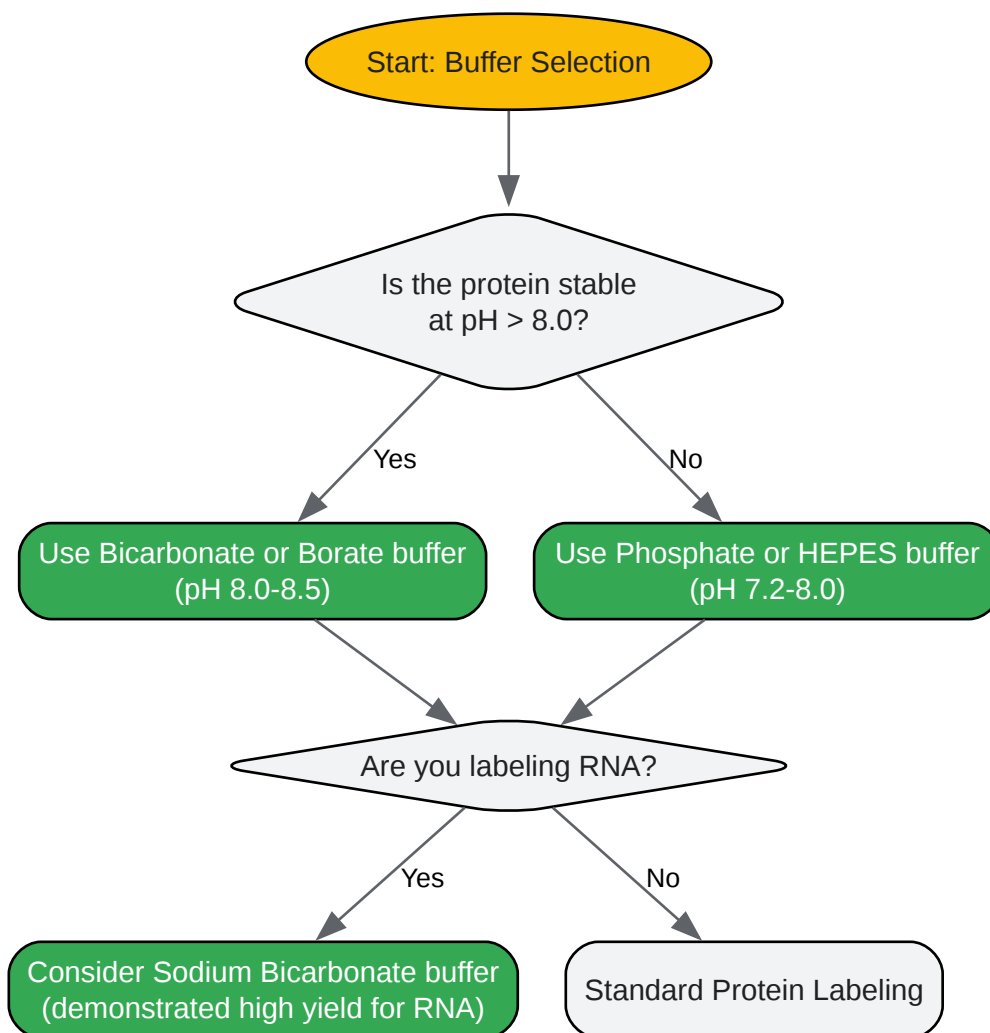 Start: Buffer Selection
Is the protein stable
at pH > 8.0?
Yes
No
Use Bicarbonate or Borate buffer
(pH 8.0-8.5)
Use Phosphate or HEPES buffer
(pH 7.2-8.0)
Are you labeling RNA?
Yes
No
Consider Sodium Bicarbonate buffer
(demonstrated high yield for RNA)
Standard Protein Labeling